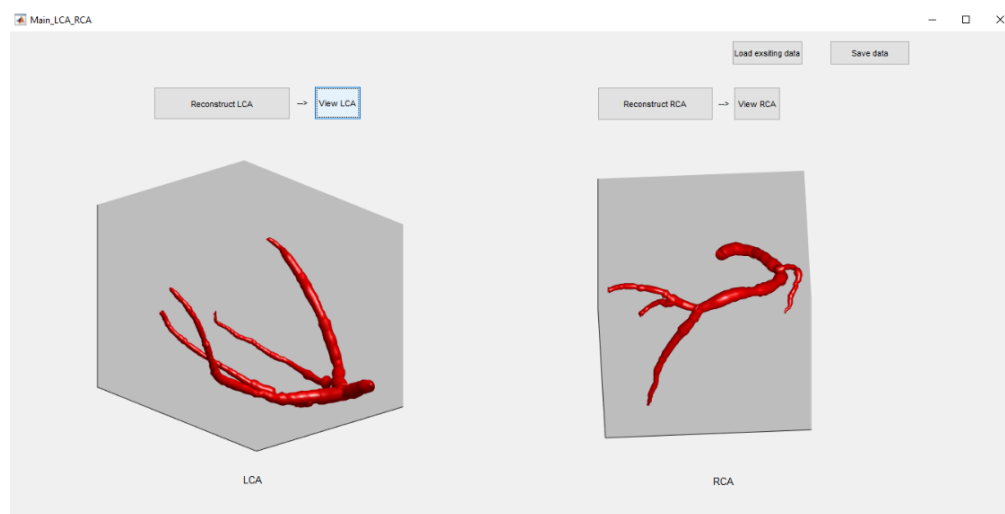 Main_LCA_RCA
Load exsiting data
Save data
Reconstruct LCA --> View LCA
Reconstruct RCA --> View RCA
LCA
RCA